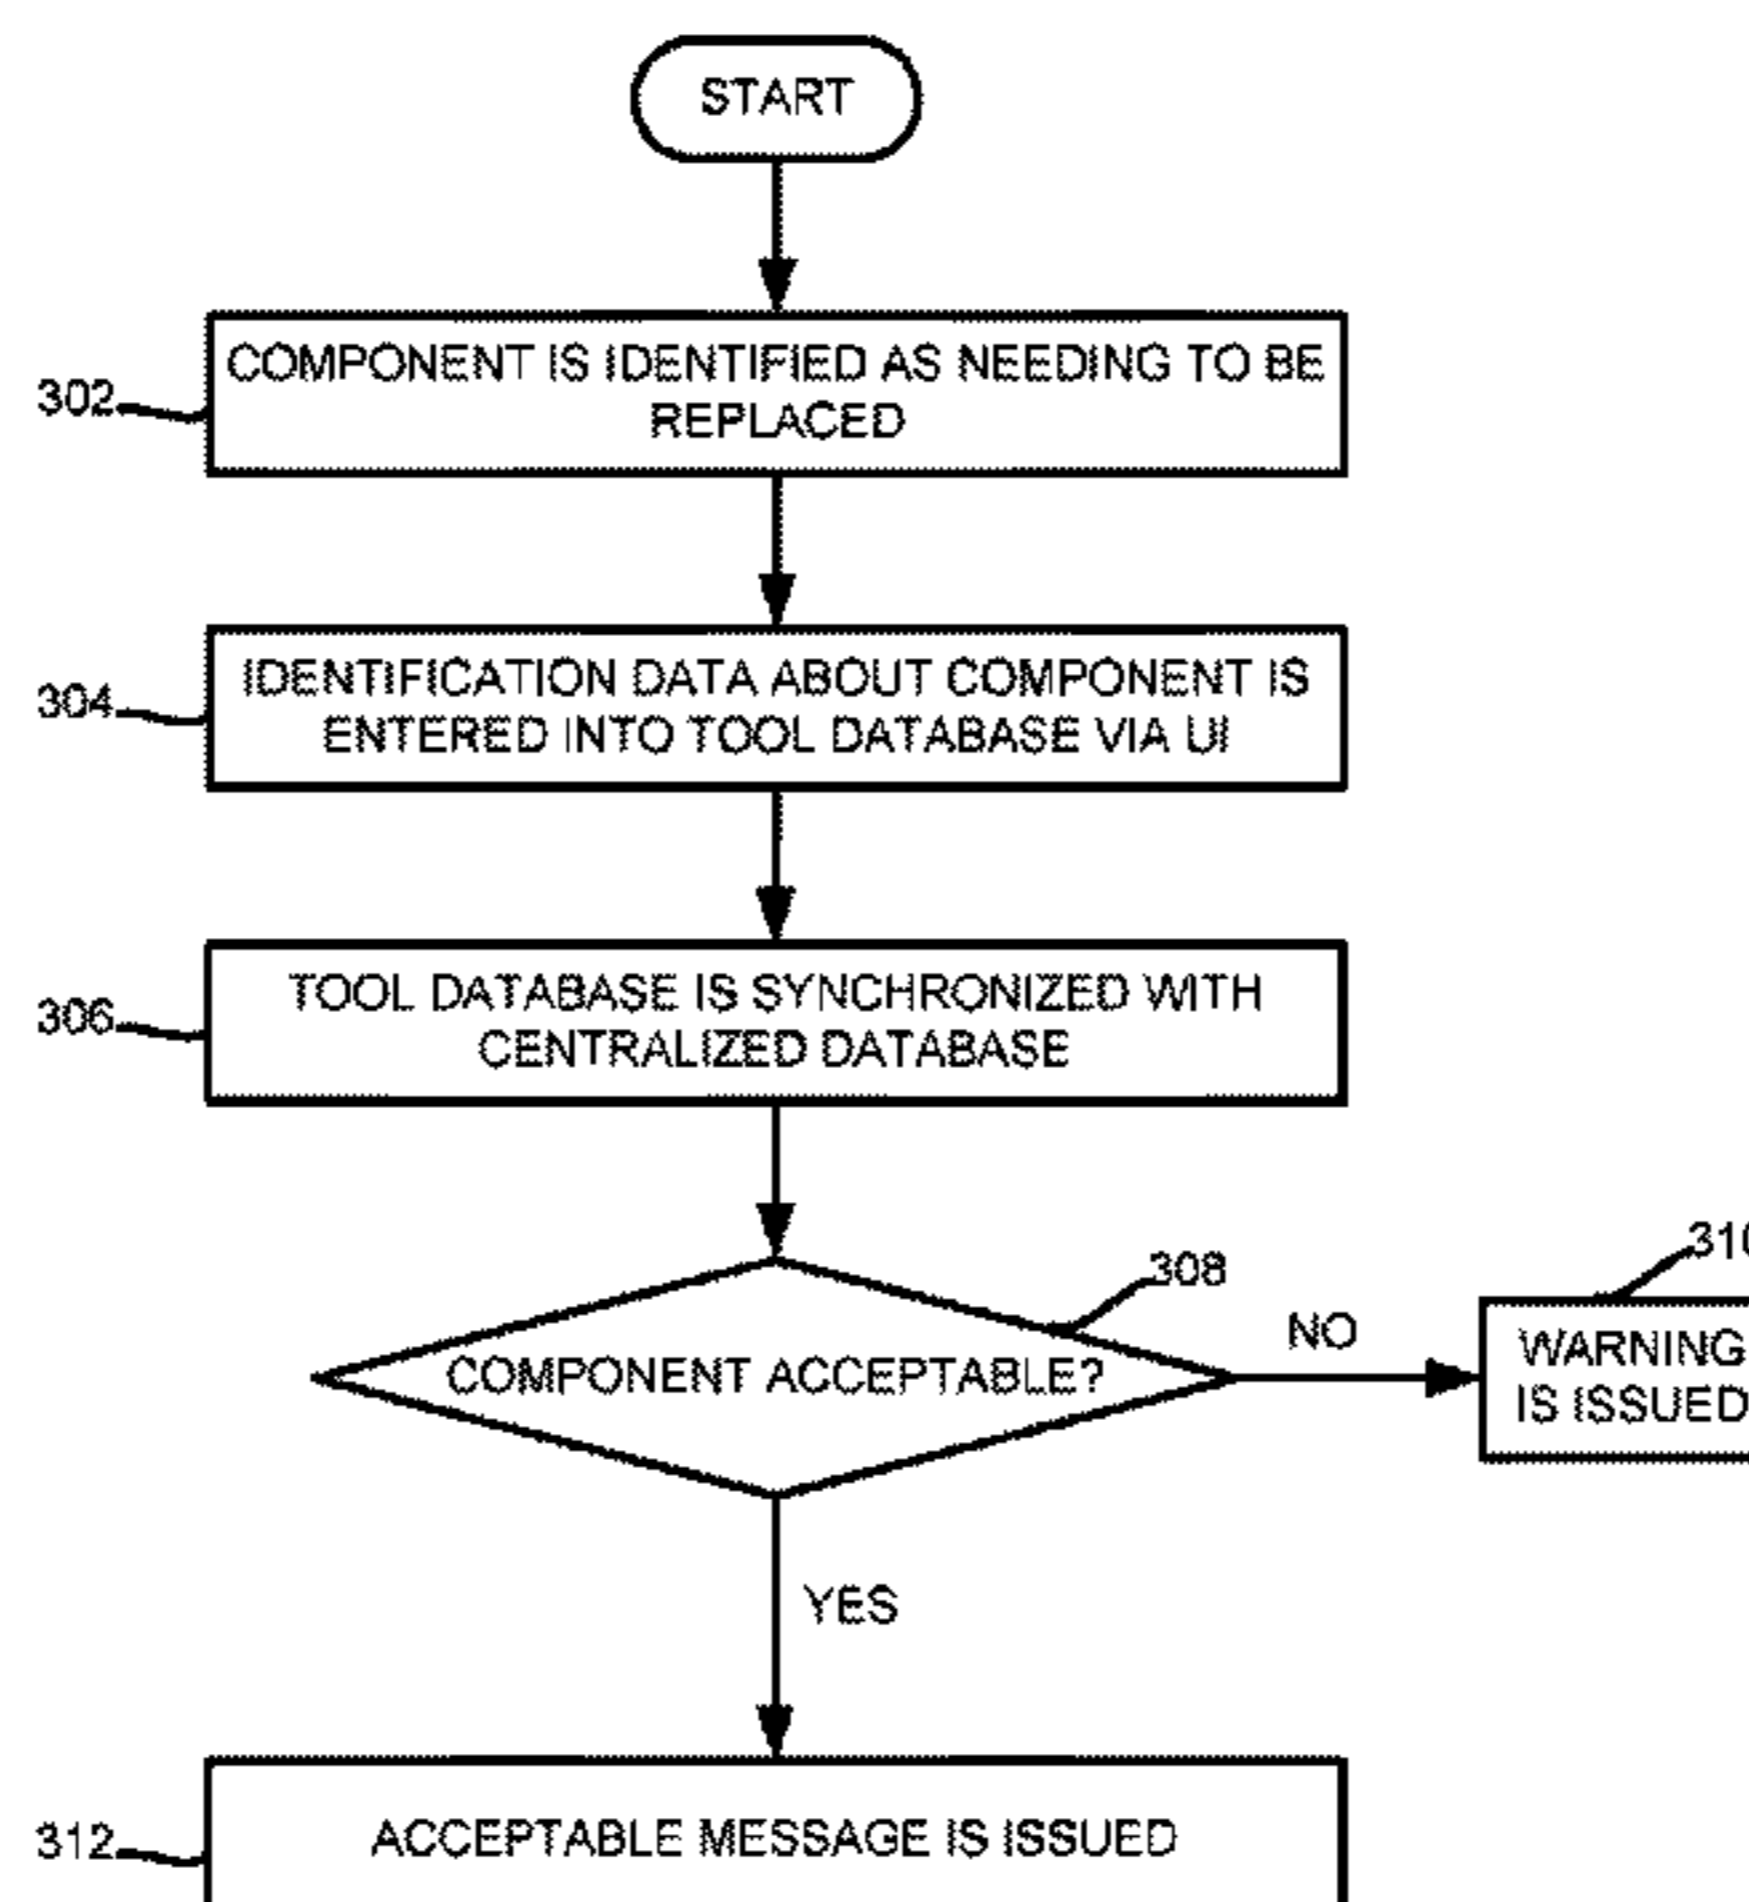 START
302
COMPONENT IS IDENTIFIED AS NEEDING TO BE
REPLACED
304
IDENTIFICATION DATA ABOUT COMPONENT IS
ENTERED INTO TOOL DATABASE VIA UI
306
TOOL DATABASE IS SYNCHRONIZED WITH
CENTRALIZED DATABASE
308
COMPONENT ACCEPTABLE?
NO
310
WARNING
IS ISSUED
YES
312
ACCEPTABLE MESSAGE IS ISSUED